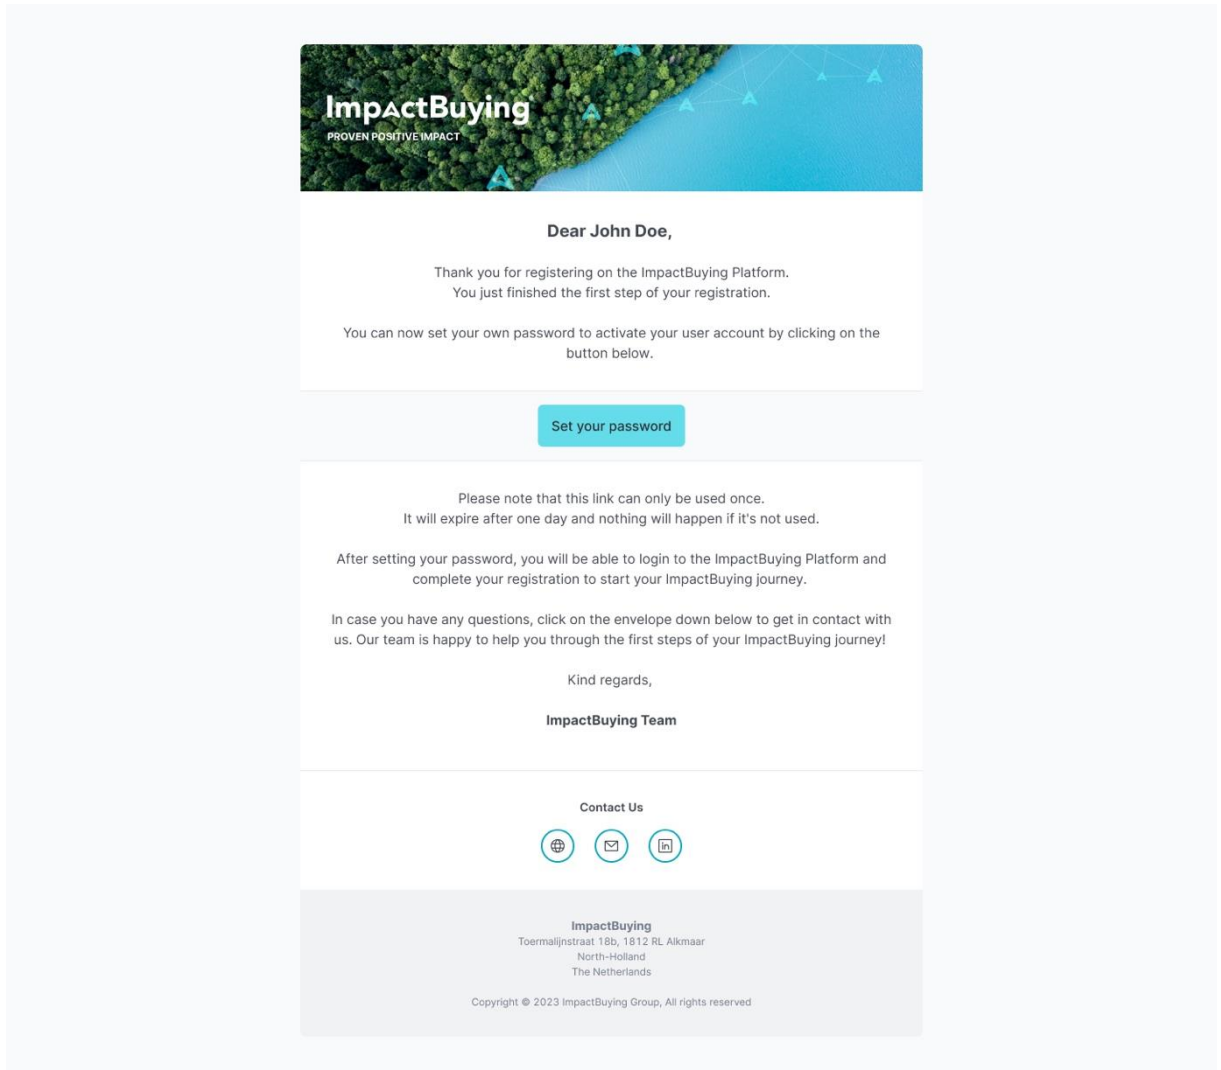 ImpactBuying
PROVEN POSITIVE IMPACT
Dear John Doe,
Thank you for registering on the ImpactBuying Platform.
You just finished the first step of your registration.
You can now set your own password to activate your user account by clicking on the
button below.
Set your password
Please note that this link can only be used once.
It will expire after one day and nothing will happen if it's not used.
After setting your password, you will be able to login to the ImpactBuying Platform and
complete your registration to start your ImpactBuying journey.
In case you have any questions, click on the envelope down below to get in contact with
us. Our team is happy to help you through the first steps of your ImpactBuying journey!
Kind regards,
ImpactBuying Team
Contact Us
in
ImpactBuying
Toermalijnstraat 18b, 1812 RL Alkmaar
North-Holland
The Netherlands
Copyright © 2023 ImpactBuying Group, All rights reserved